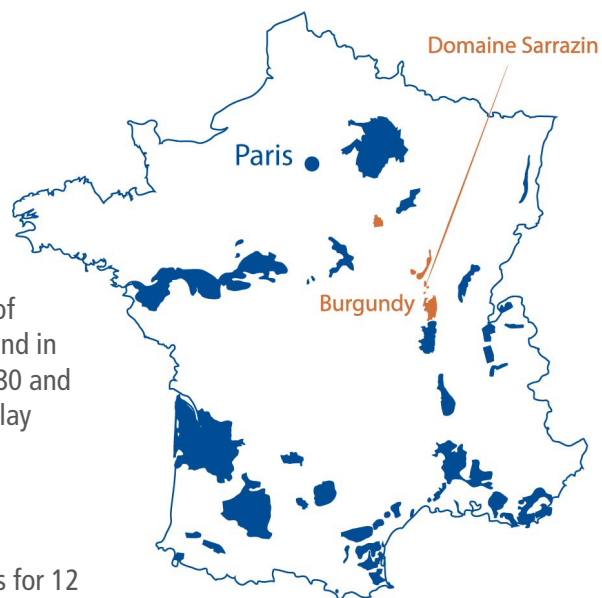 Domaine Sarrazin
Paris
Burgundy
of
nd in
30 and
lay
s for 12